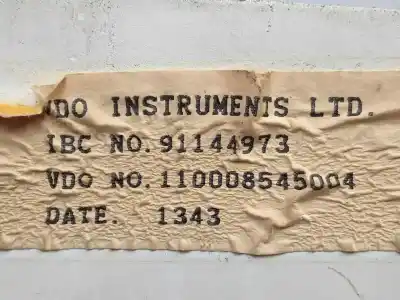 VDO INSTRUMENTS LTD.
IBC NO. 91144973
VDO NO. 110008545004
DATE. 1343